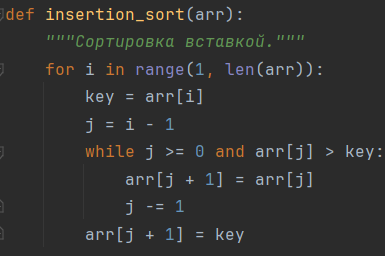 def insertion_sort(arr):
    """Сортировка вставкой."""
    for i in range(1, len(arr)):
        key = arr[i]
        j = i - 1
        while j >= 0 and arr[j] > key:
            arr[j + 1] = arr[j]
            j -= 1
        arr[j + 1] = key